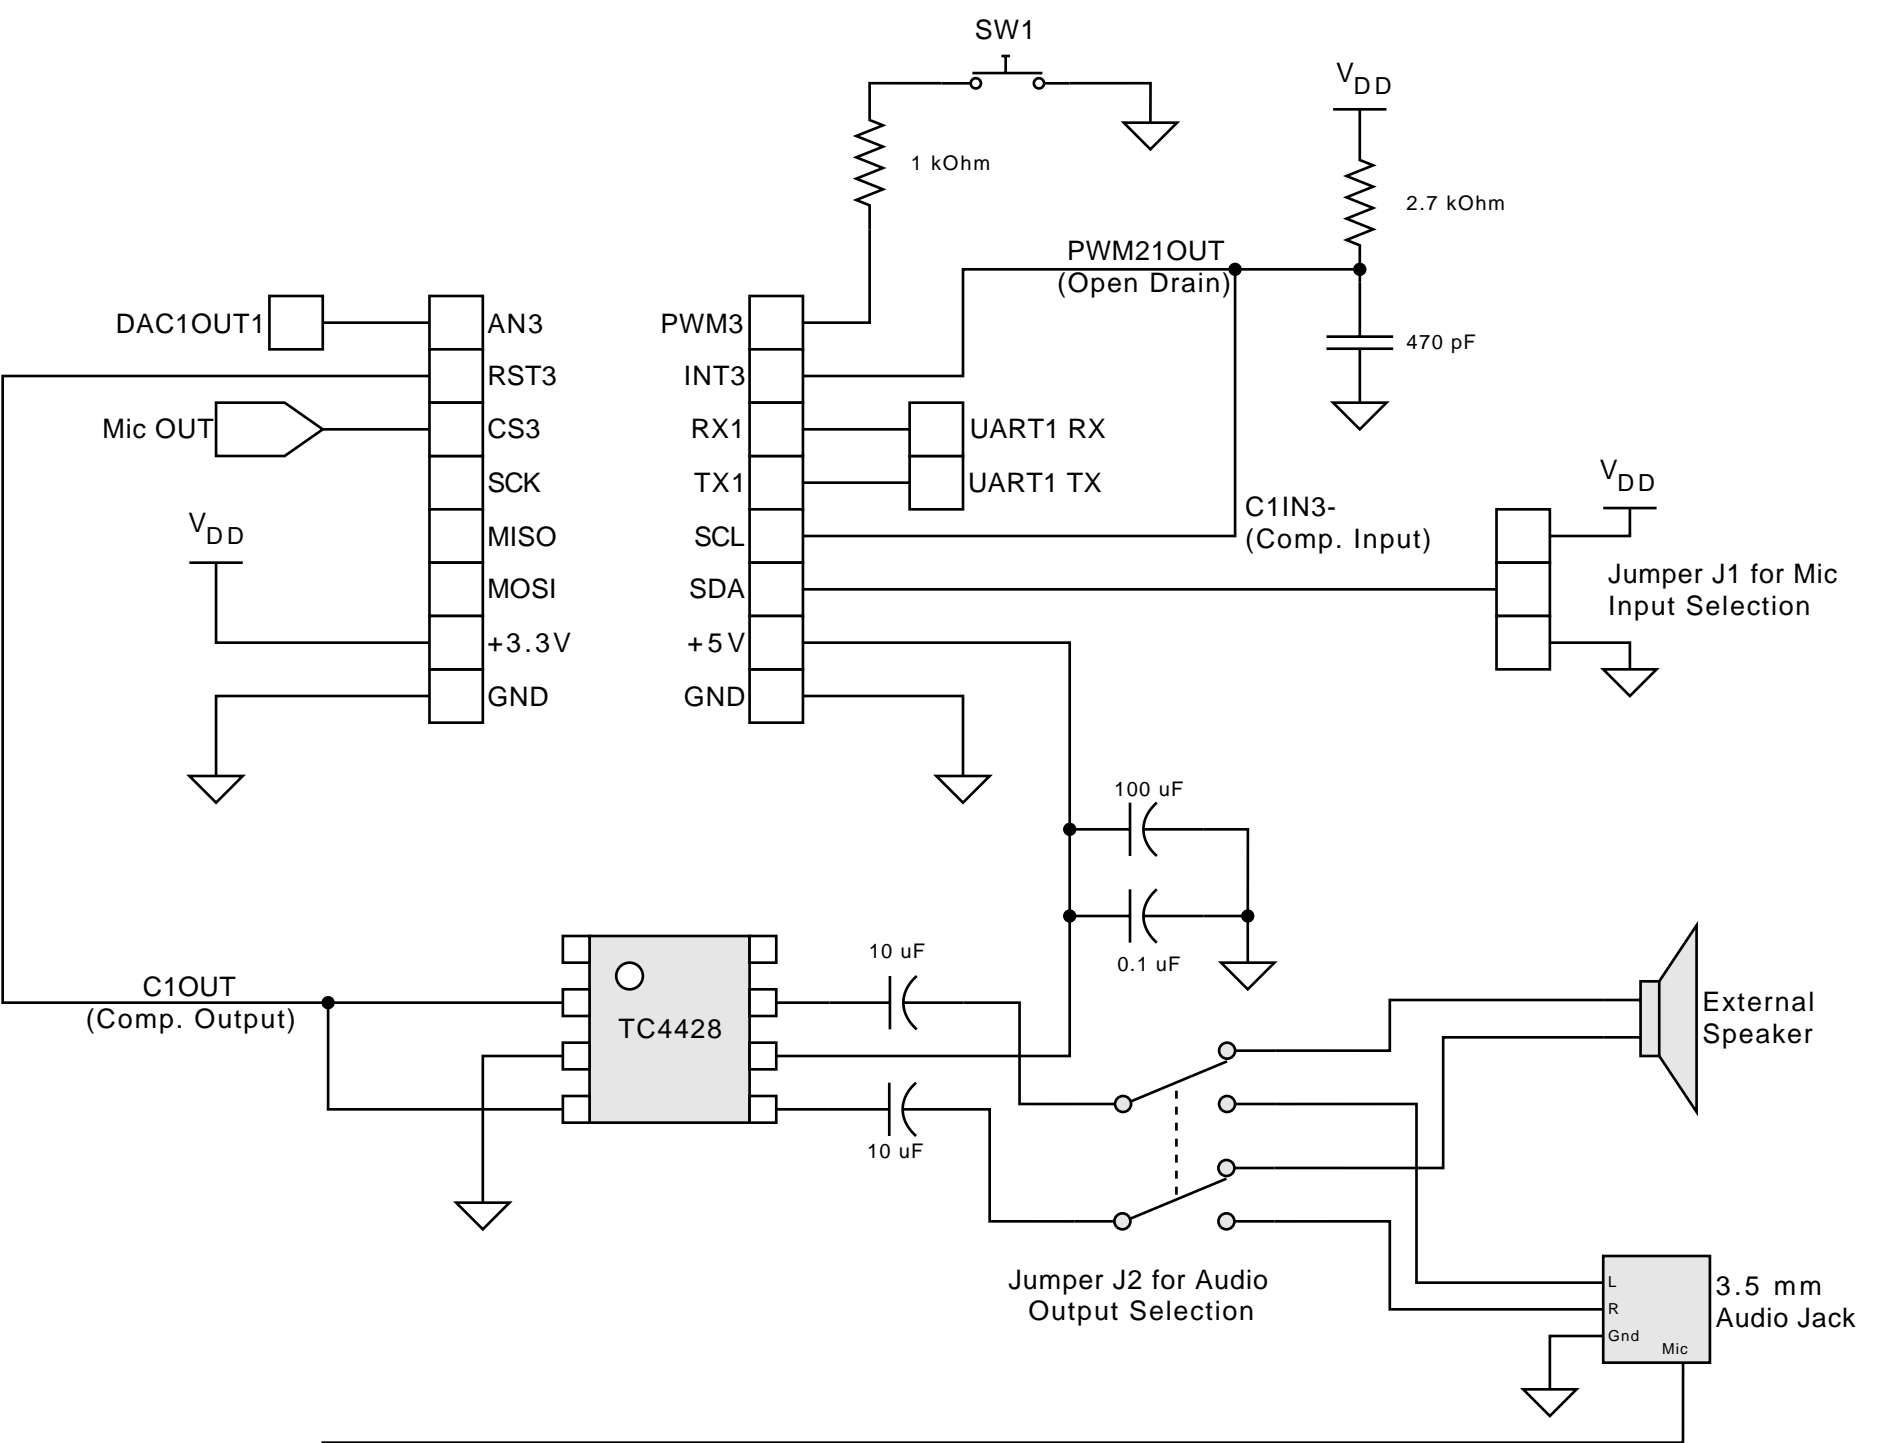 SW1
VDD
1 kOhm
2.7 kOhm
PWM21OUT
(Open Drain)
470 pF
DAC1OUT1
AN3
RST3
Mic OUT
CS3
SCK
VDD
MISO
MOSI
+3.3V
GND
PWM3
INT3
RX1
UART1 RX
TX1
UART1 TX
SCL
SDA
+5V
GND
C1IN3-
(Comp. Input)
VDD
Jumper J1 for Mic
Input Selection
100 uF
0.1 uF
C1OUT
(Comp. Output)
TC4428
10 uF
10 uF
External
Speaker
Jumper J2 for Audio
Output Selection
L
R
Gnd
Mic
3.5 mm
Audio Jack